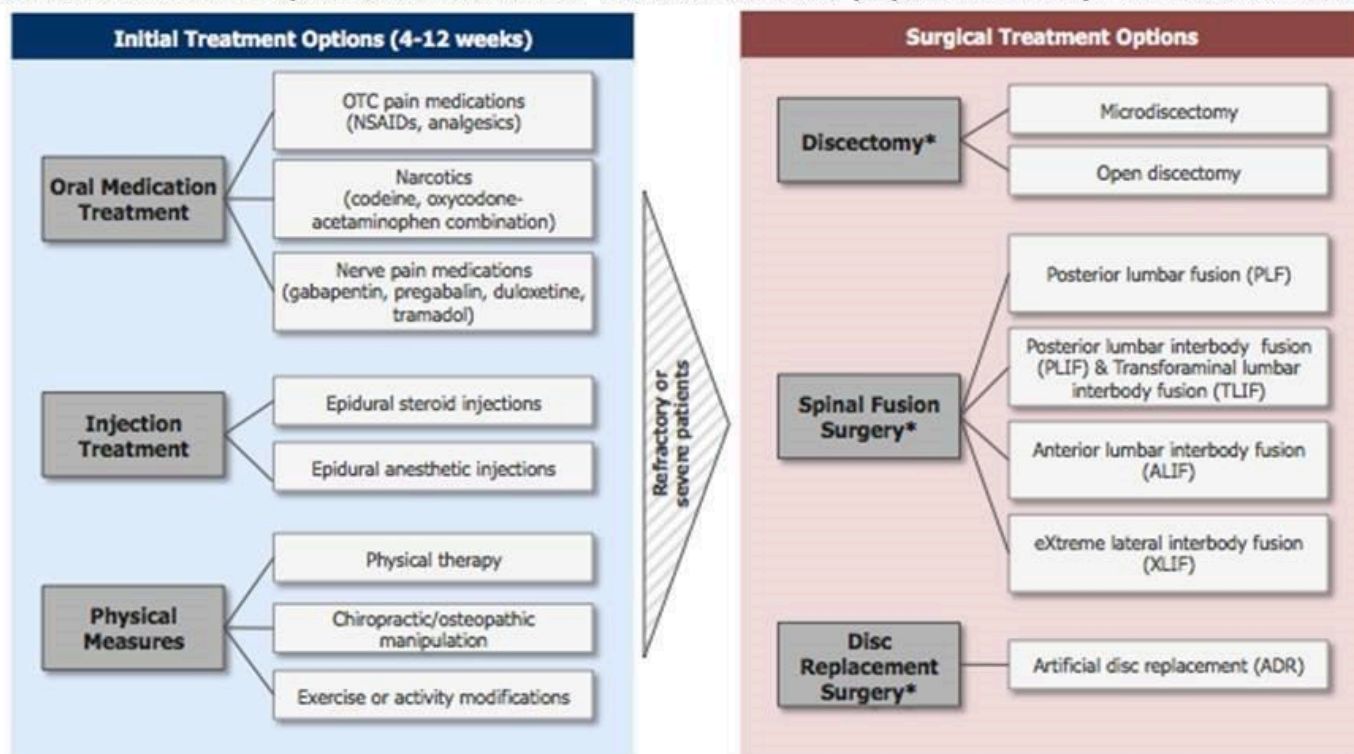 Initial Treatment Options (4-12 weeks)
Oral Medication
Treatment
OTC pain medications
(NSAIDs, analgesics)
Narcotics
(codeine, oxycodone-
acetaminophen combination)
Nerve pain medications
(gabapentin, pregabalin, duloxetine,
tramadol)
Injection
Treatment
Epidural steroid injections
Epidural anesthetic injections
Physical
Measures
Physical therapy
Chiropractic/osteopathic
manipulation
Exercise or activity modifications
Refractory or
severe patients
Surgical Treatment Options
Discectomy*
Microdiscectomy
Open discectomy
Spinal Fusion
Surgery*
Posterior lumbar fusion (PLF)
Posterior lumbar interbody fusion
(PLIF) & Transforaminal lumbar
interbody fusion (TLIF)
Anterior lumbar interbody fusion
(ALIF)
eXtreme lateral interbody fusion
(XLIF)
Disc
Replacement
Surgery*
Artificial disc replacement (ADR)